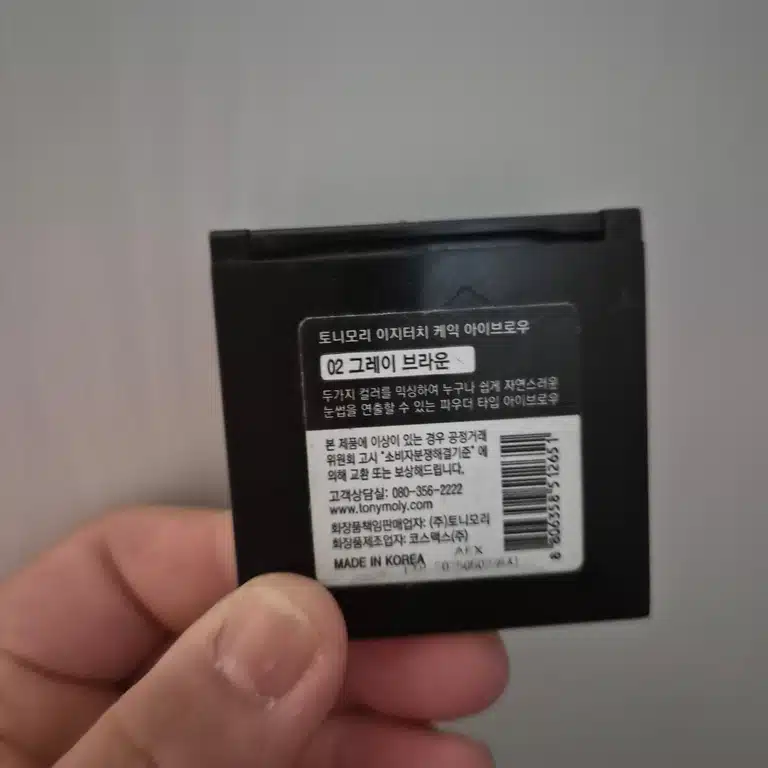 토니모리 이지터치 케익 아이브로우
02 그레이 브라운
두가지 컬러를 믹싱하여 누구나 쉽게 자연스러운
눈썹을 연출할 수 있는 파우더 타입 아이브로우
본 제품에 이상이 있는 경우 공정거래
위원회 고시 "소비자분쟁해결기준" 에
의해 교환 또는 보상해드립니다.
고객상담실: 080-356-2222
www.tonymoly.com
화장품책임판매업자: (주)토니모리
화장품제조업자: 코스맥스(주)
MADE IN KOREA
8 806358 512651